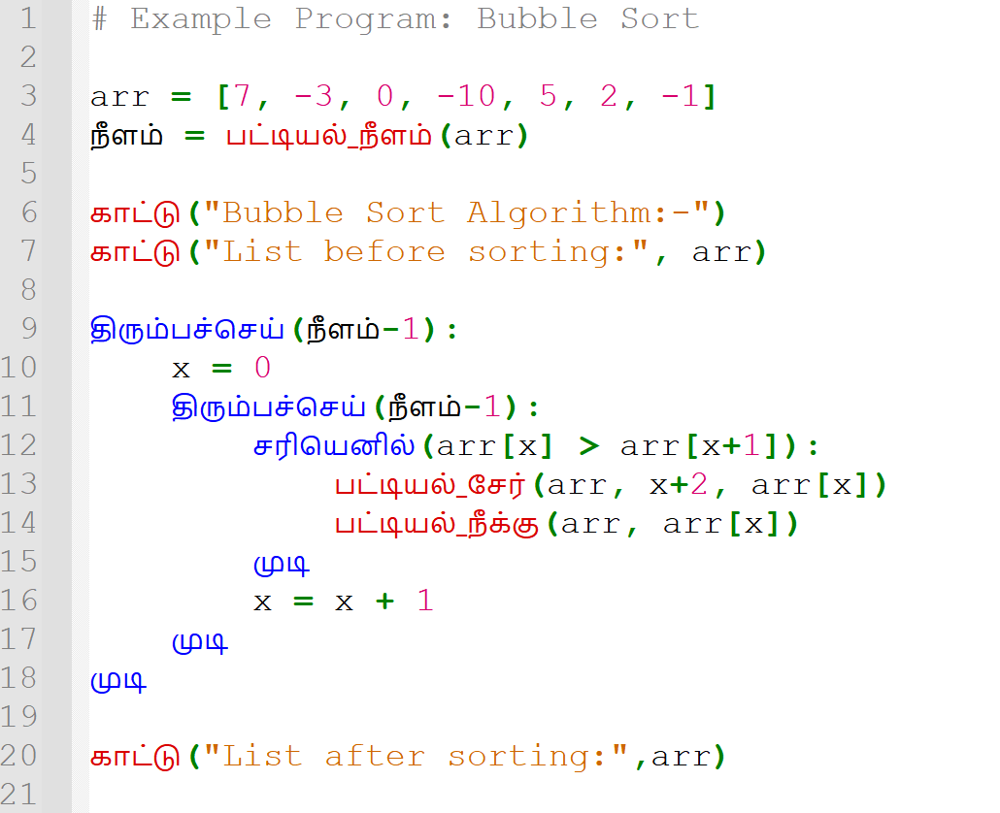 1 # Example Program: Bubble Sort
2
3 arr = [7, -3, 0, -10, 5, 2, -1]
4 நீளம் = பட்டியல்_நீளம்(arr)
5
6 காட்டு("Bubble Sort Algorithm:-")
7 காட்டு("List before sorting:", arr)
8
9 திரும்பச்செய்(நீளம்-1):
10 x = 0
11 திரும்பச்செய்(நீளம்-1):
12 சரியெனில்(arr[x] > arr[x+1]):
13 பட்டியல்_சேர்(arr, x+2, arr[x])
14 பட்டியல்_நீக்கு(arr, arr[x])
15 முடி
16 x = x + 1
17 முடி
18 முடி
19
20 காட்டு("List after sorting:",arr)
21